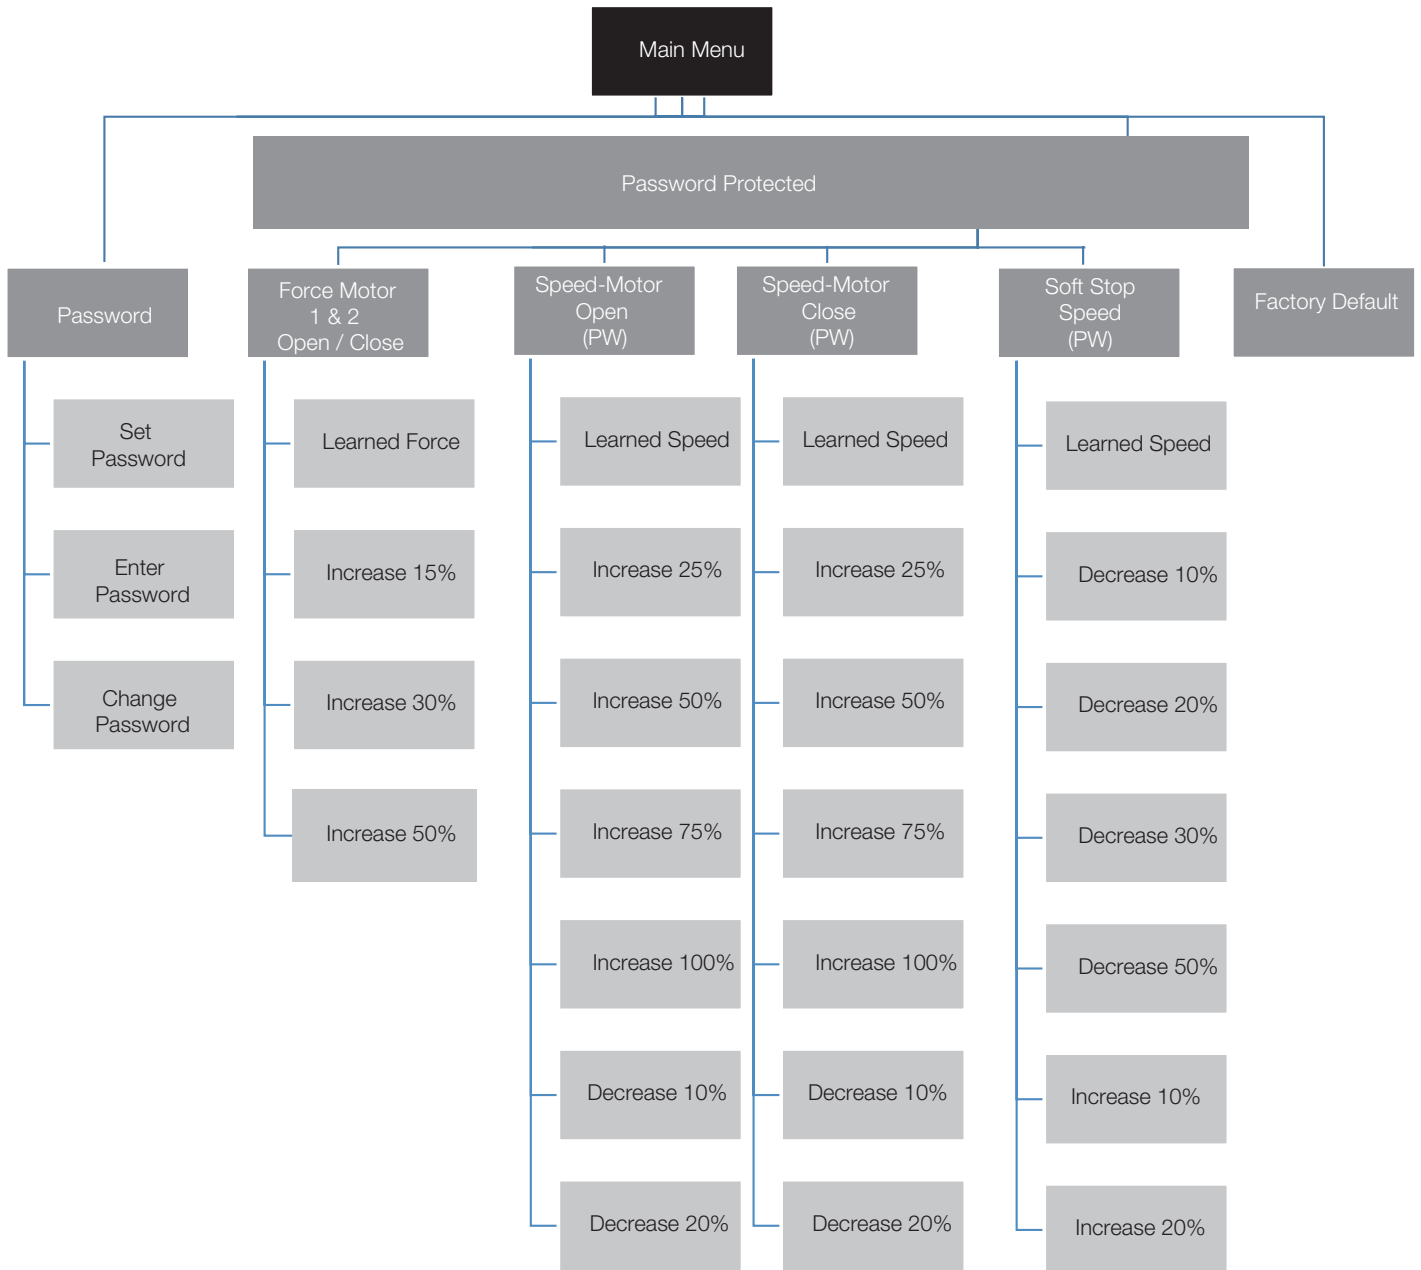 Main Menu
Password Protected
Password
Set
Password
Enter
Password
Change
Password
Force Motor
1 & 2
Open / Close
Learned Force
Increase 15%
Increase 30%
Increase 50%
Speed-Motor
Open
(PW)
Learned Speed
Increase 25%
Increase 50%
Increase 75%
Increase 100%
Decrease 10%
Decrease 20%
Speed-Motor
Close
(PW)
Learned Speed
Increase 25%
Increase 50%
Increase 75%
Increase 100%
Decrease 10%
Decrease 20%
Soft Stop
Speed
(PW)
Learned Speed
Decrease 10%
Decrease 20%
Decrease 30%
Decrease 50%
Increase 10%
Increase 20%
Factory Default